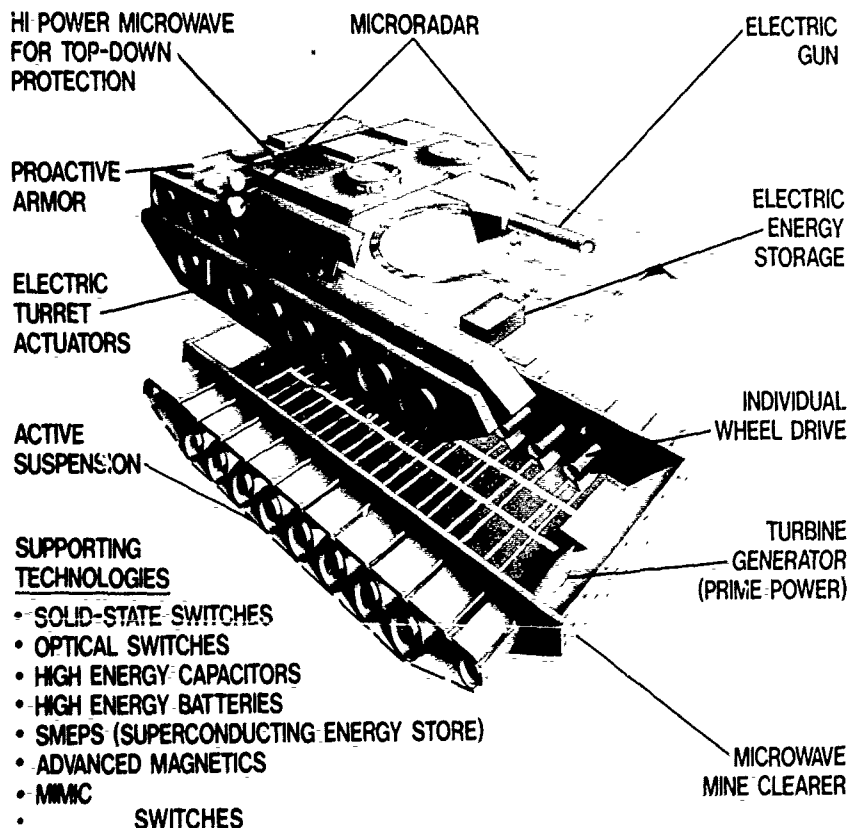 HI POWER MICROWAVE
FOR TOP-DOWN
PROTECTION
MICRORADAR
ELECTRIC
GUN
PROACTIVE
ARMOR
ELECTRIC
ENERGY
STORAGE
ELECTRIC
TURRET
ACTUATORS
INDIVIDUAL
WHEEL DRIVE
ACTIVE
SUSPENSION
TURBINE
GENERATOR
(PRIME POWER)
SUPPORTING
TECHNOLOGIES
• SOLID-STATE SWITCHES
• OPTICAL SWITCHES
• HIGH ENERGY CAPACITORS
• HIGH ENERGY BATTERIES
• SMEPS (SUPERCONDUCTING ENERGY STORE)
• ADVANCED MAGNETICS
• MIMIC
• SWITCHES
MICROWAVE
MINE CLEARER